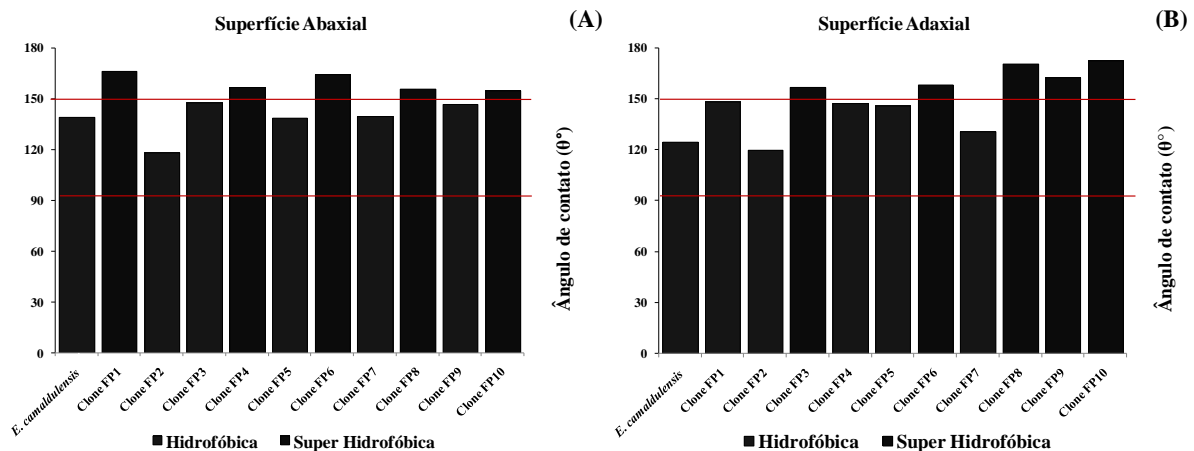 Superfície Abaxial
(A)
180
150
120
90
60
30
0
E. camaldulensis
Clone FP1
Clone FP2
Clone FP3
Clone FP4
Clone FP5
Clone FP6
Clone FP7
Clone FP8
Clone FP9
Clone FP10
Hidrofóbica
Super Hidrofóbica
Ângulo de contato (θ°)
Superfície Adaxial
(B)
180
150
120
90
60
30
0
E. camaldulensis
Clone FP1
Clone FP2
Clone FP3
Clone FP4
Clone FP5
Clone FP6
Clone FP7
Clone FP8
Clone FP9
Clone FP10
Hidrofóbica
Super Hidrofóbica
Ângulo de contato (θ°)